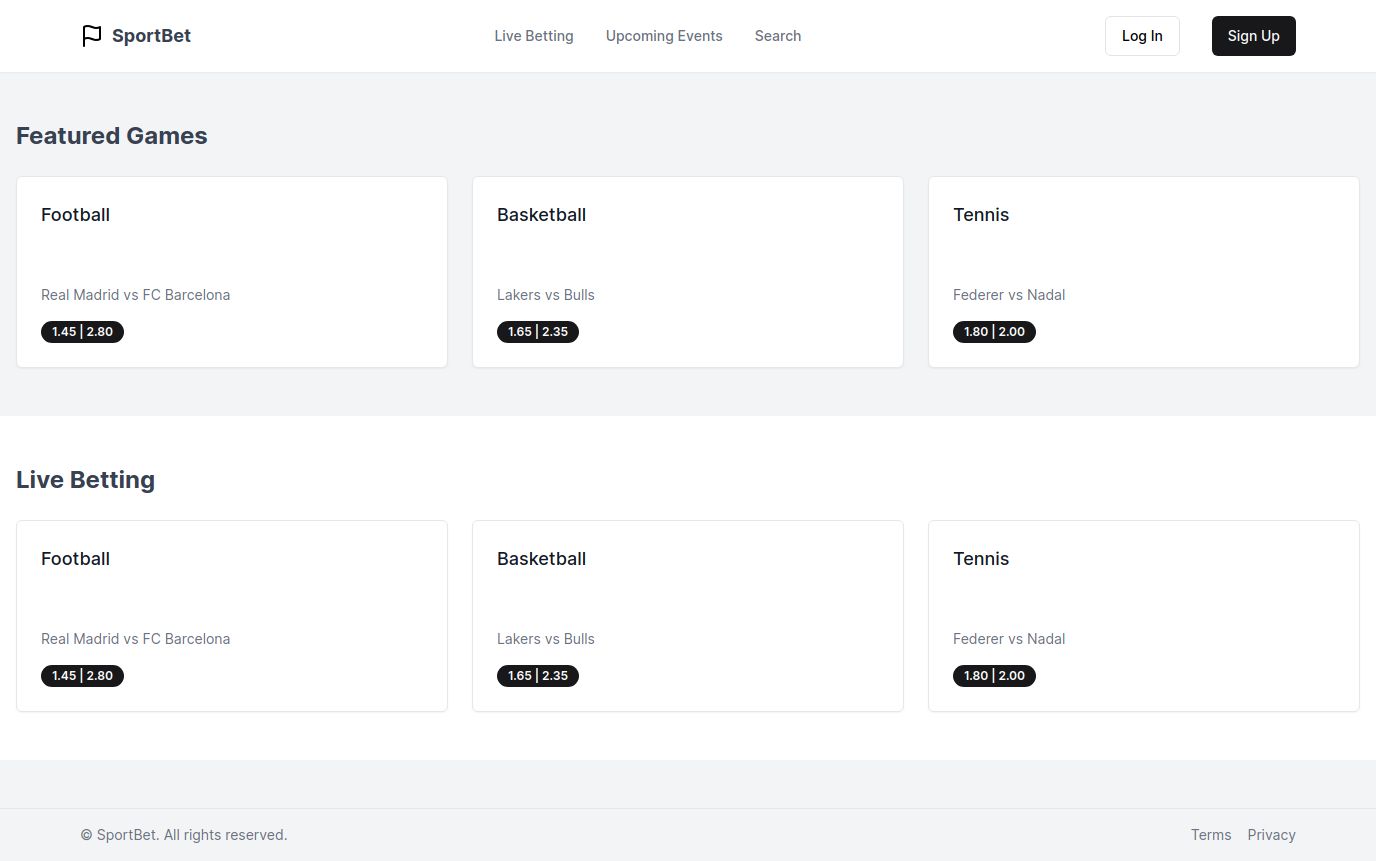 SportBet
Live Betting Upcoming Events Search
Log In Sign Up
Featured Games
Football
Real Madrid vs FC Barcelona
1.45 | 2.80
Basketball
Lakers vs Bulls
1.65 | 2.35
Tennis
Federer vs Nadal
1.80 | 2.00
Live Betting
Football
Real Madrid vs FC Barcelona
1.45 | 2.80
Basketball
Lakers vs Bulls
1.65 | 2.35
Tennis
Federer vs Nadal
1.80 | 2.00
© SportBet. All rights reserved.
Terms Privacy